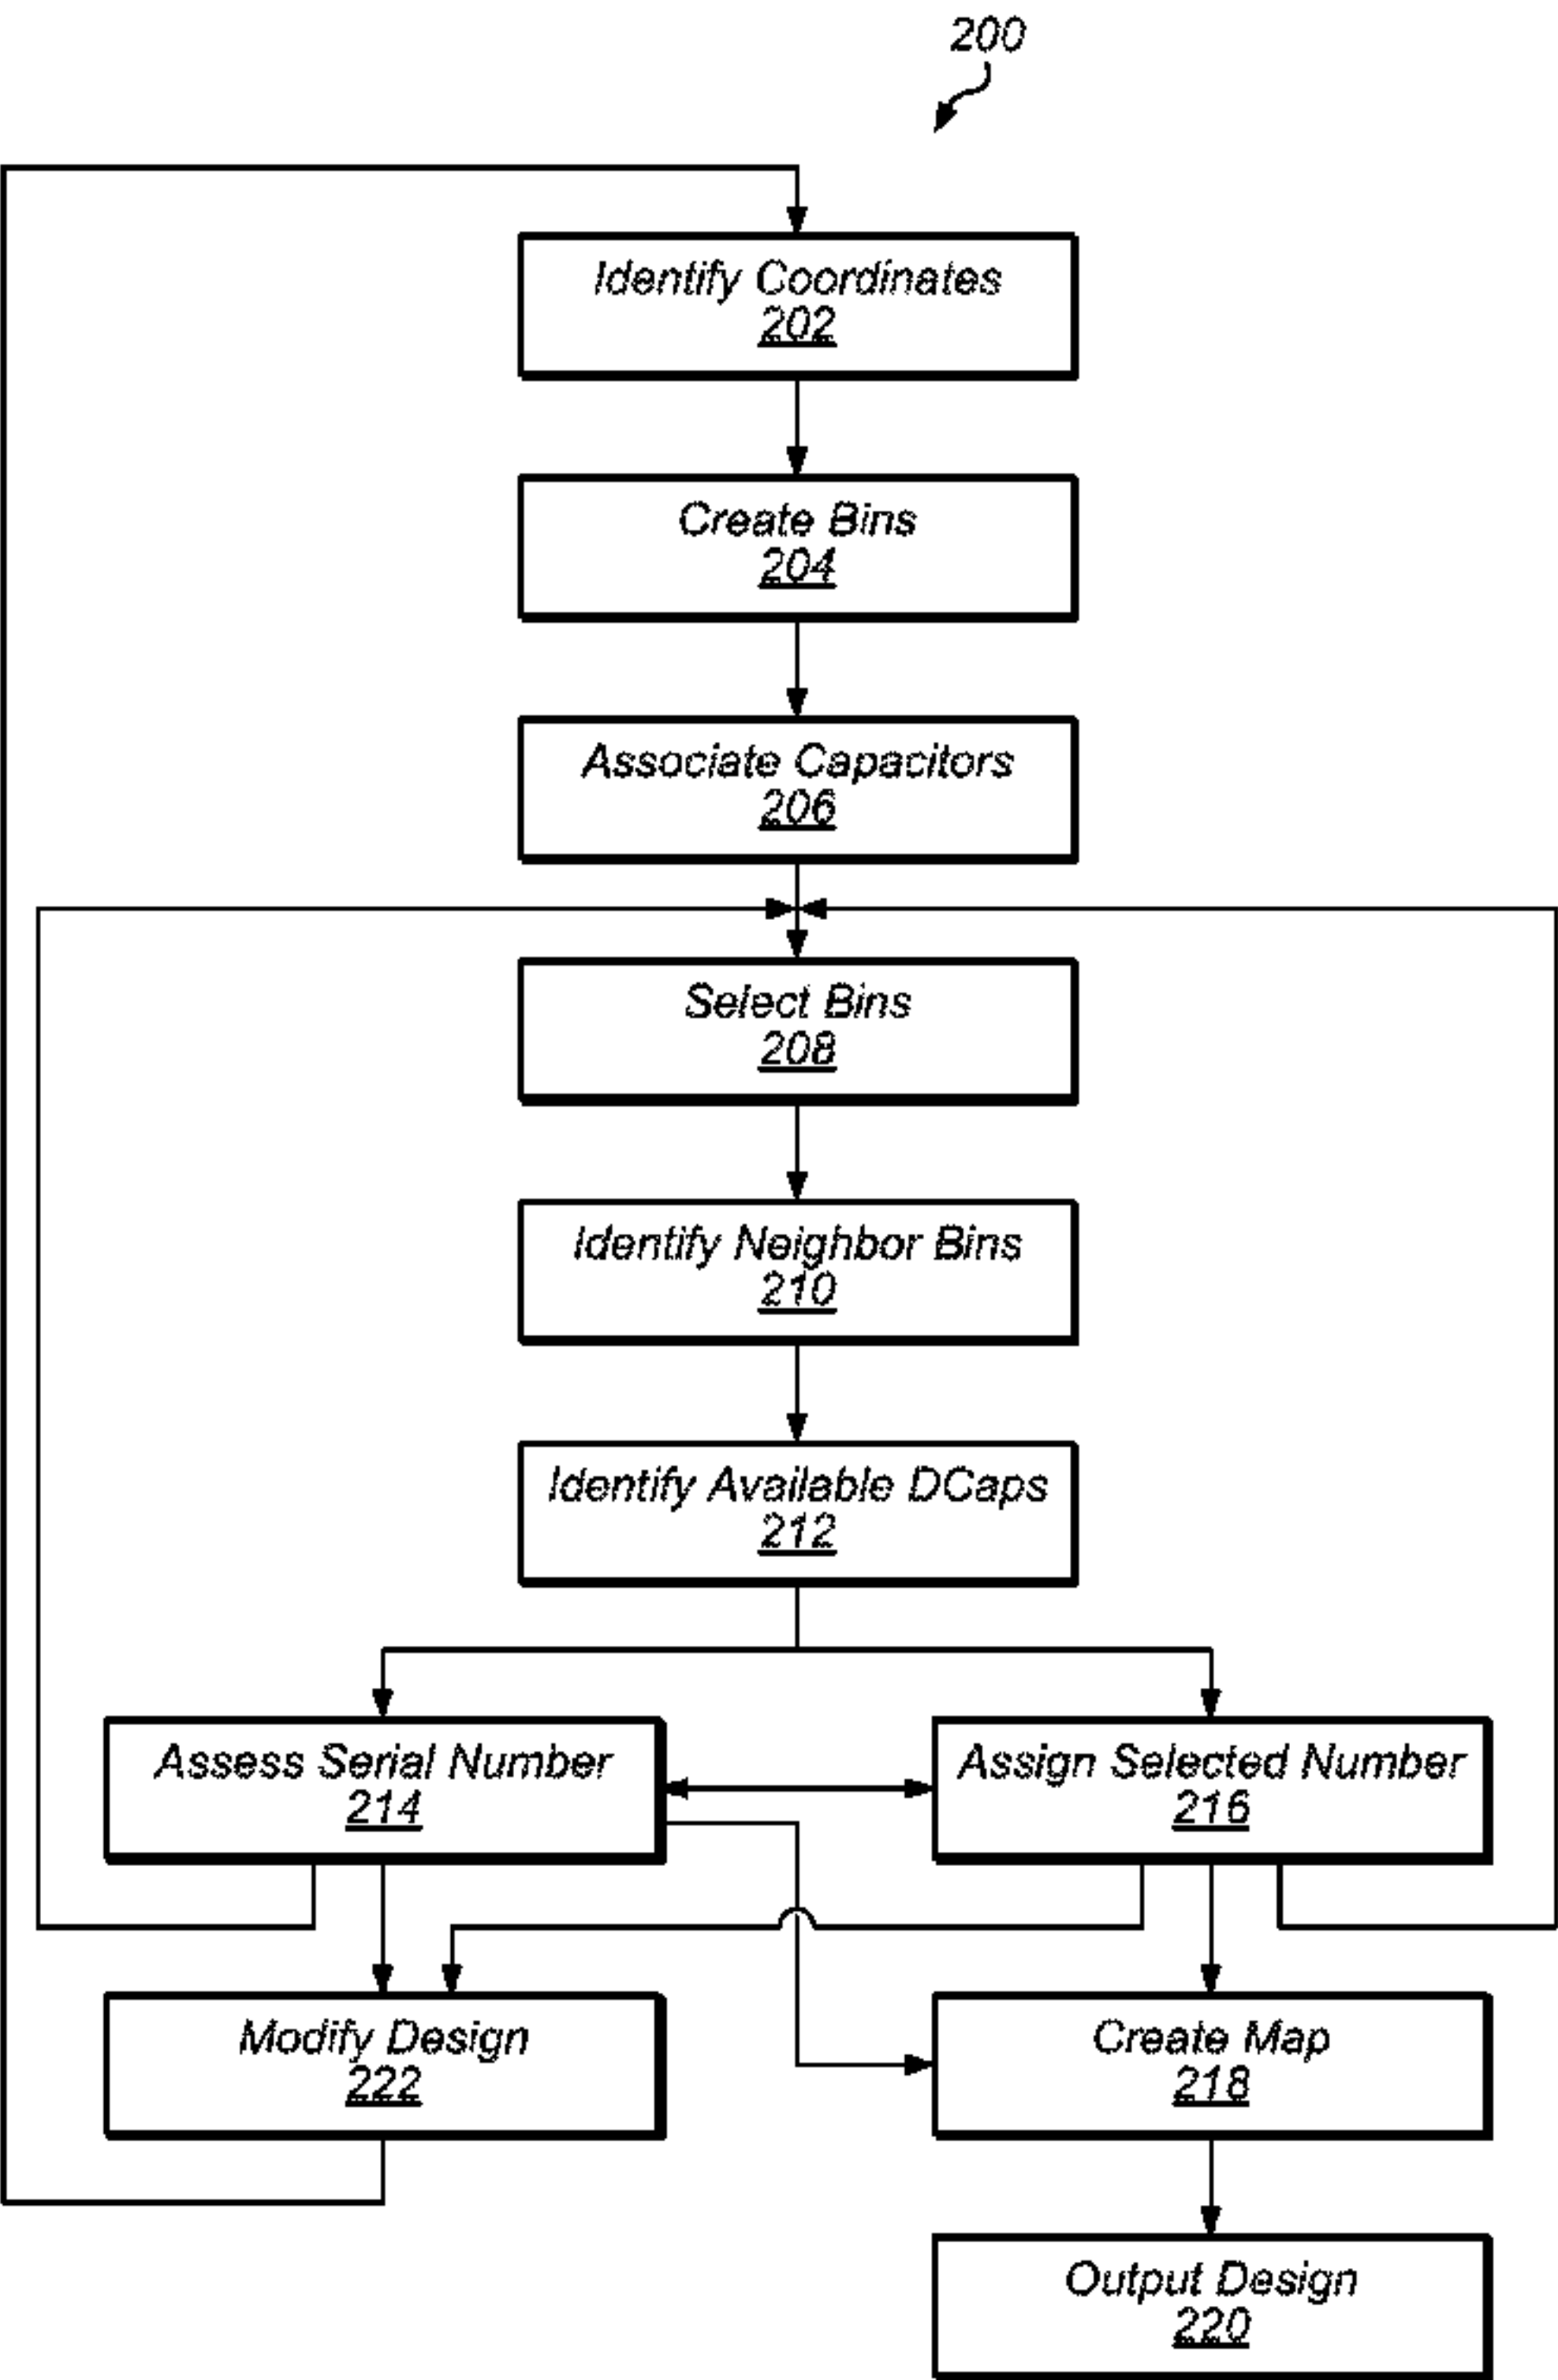 200
Identify Coordinates
202
Create Bins
204
Associate Capacitors
206
Select Bins
208
Identify Neighbor Bins
210
Identify Available DCaps
212
Assess Serial Number
214
Assign Selected Number
216
Modify Design
222
Create Map
218
Output Design
220